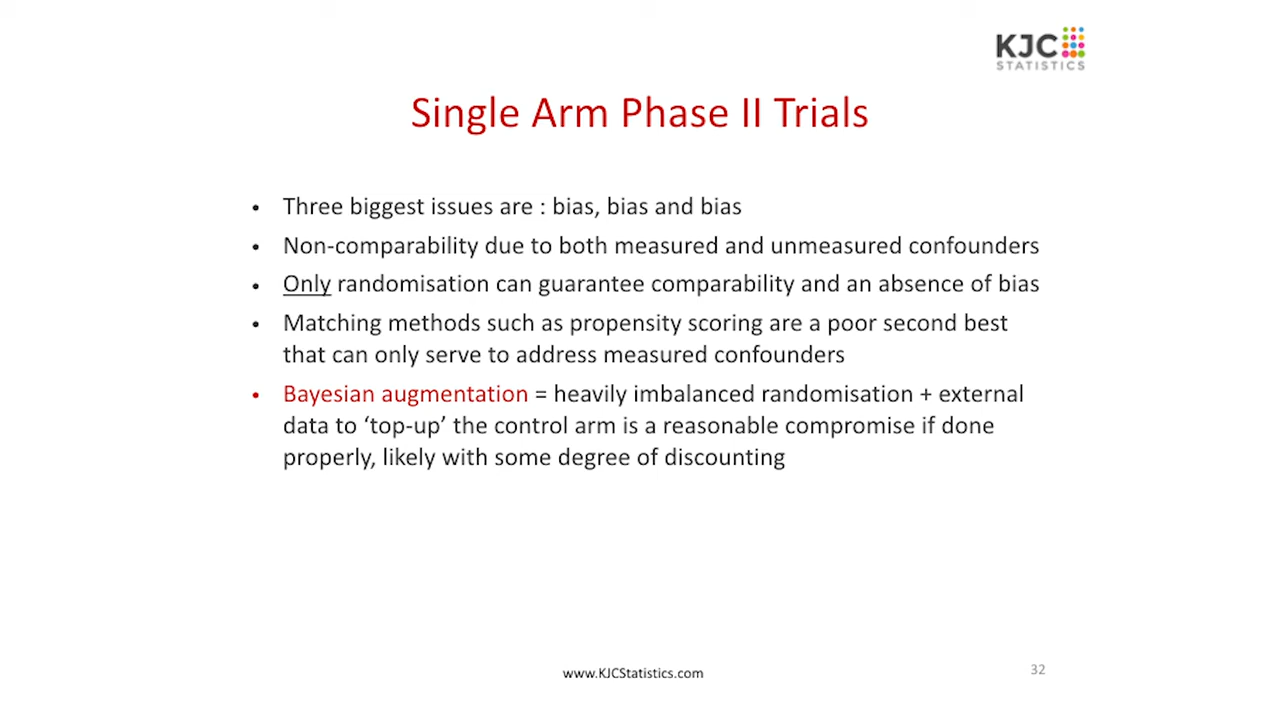 KJC
STATISTICS
Single Arm Phase II Trials
• Three biggest issues are : bias, bias and bias
• Non-comparability due to both measured and unmeasured confounders
• Only randomisation can guarantee comparability and an absence of bias
• Matching methods such as propensity scoring are a poor second best
that can only serve to address measured confounders
• Bayesian augmentation = heavily imbalanced randomisation + external
data to ‘top-up’ the control arm is a reasonable compromise if done
properly, likely with some degree of discounting
www.KJCStatistics.com
32